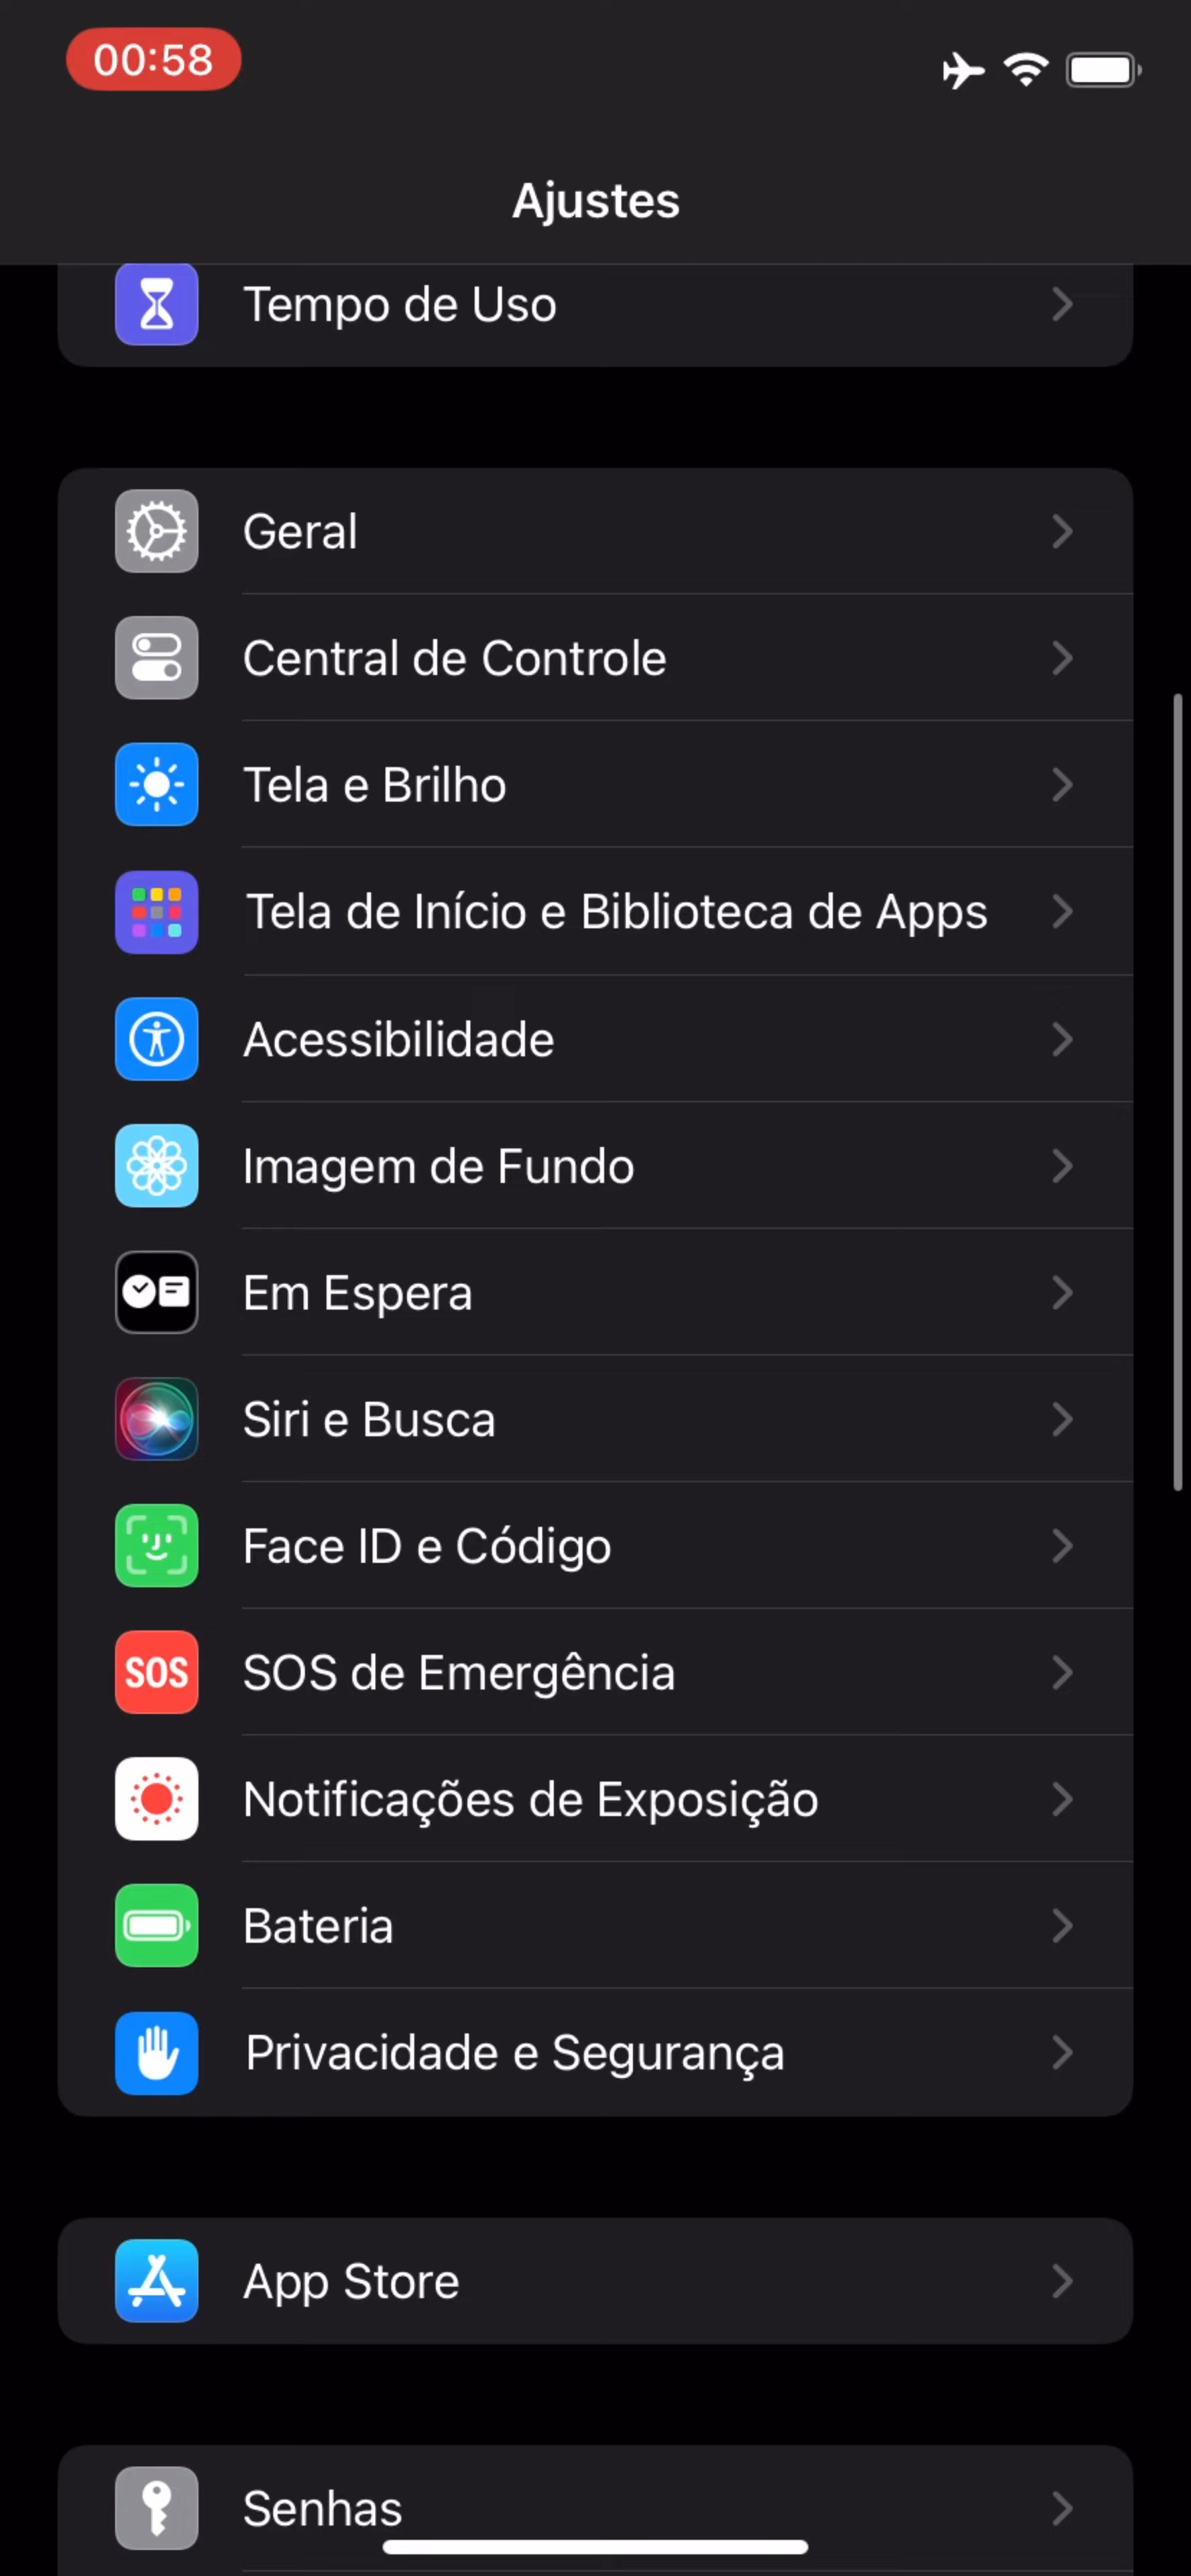 00:58
Ajustes
Tempo de Uso
Geral
Central de Controle
Tela e Brilho
Tela de Início e Biblioteca de Apps
Acessibilidade
Imagem de Fundo
Em Espera
Siri e Busca
Face ID e Código
SOS SOS de Emergência
Notificações de Exposição
Bateria
Privacidade e Segurança
App Store
Senhas